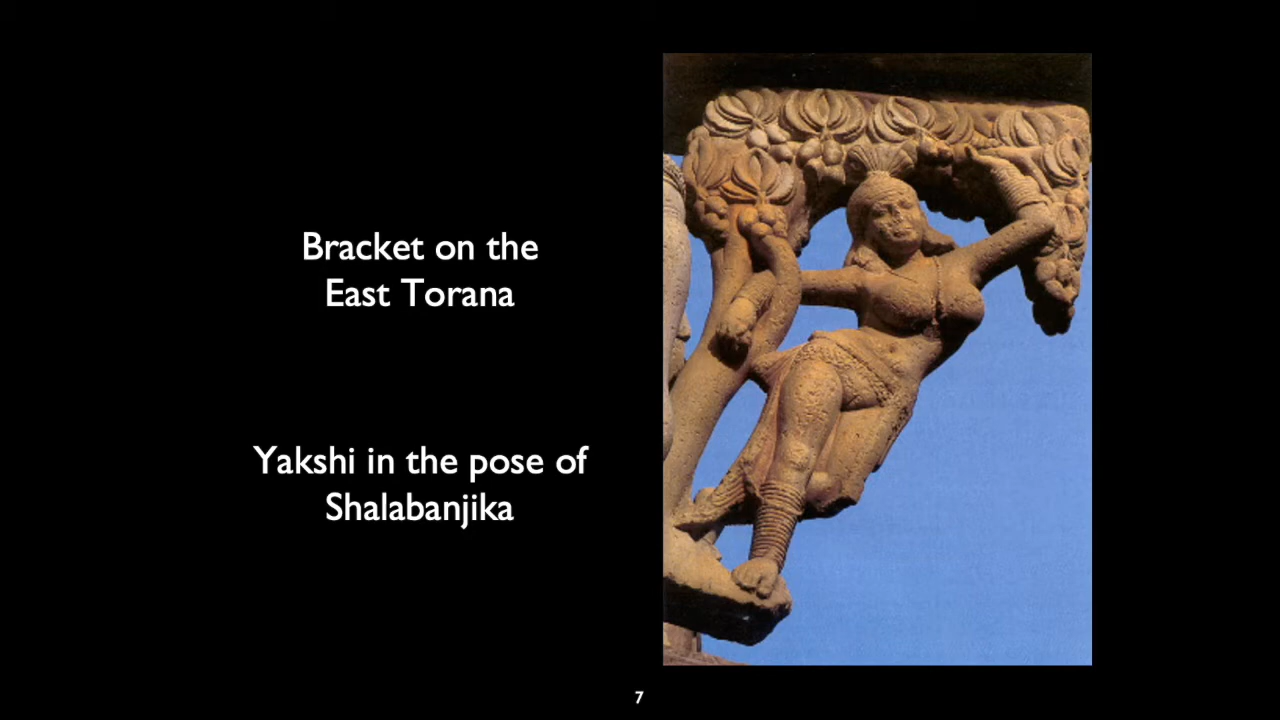 Bracket on the
East Torana
Yakshi in the pose of
Shalabanjika
7